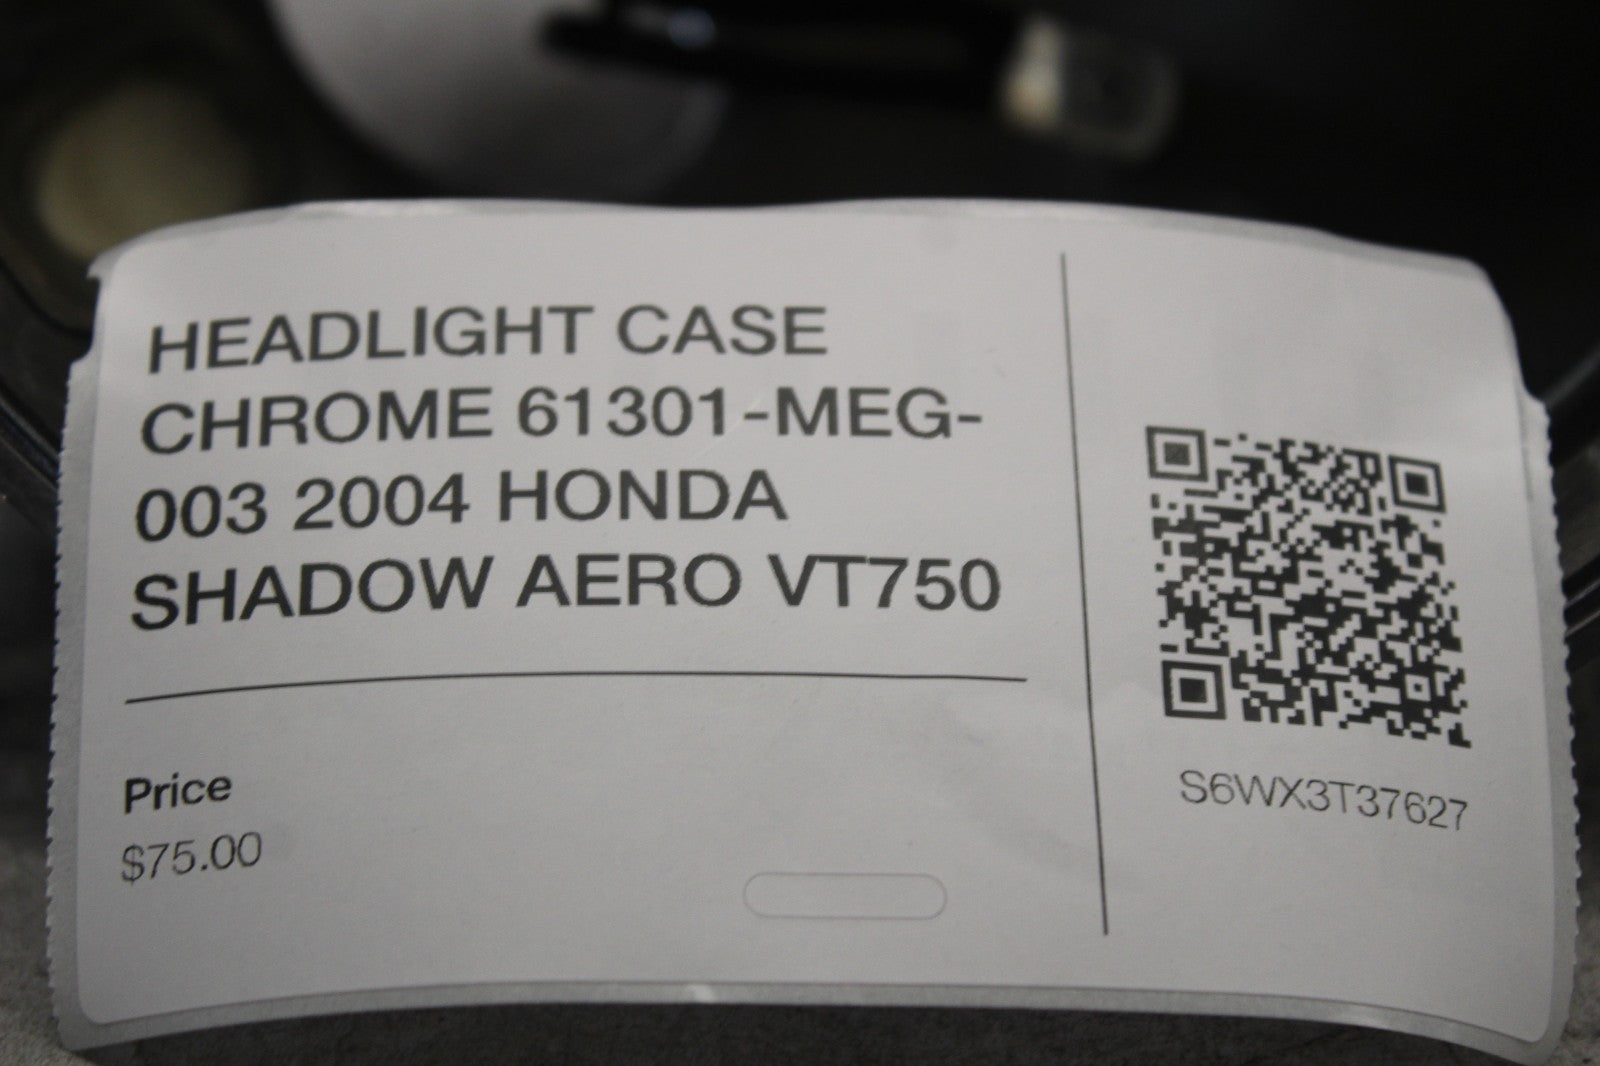 HEADLIGHT CASE
CHROME 61301-MEG-
003 2004 HONDA
SHADOW AERO VT750
Price
$75.00
S6WX3T37627